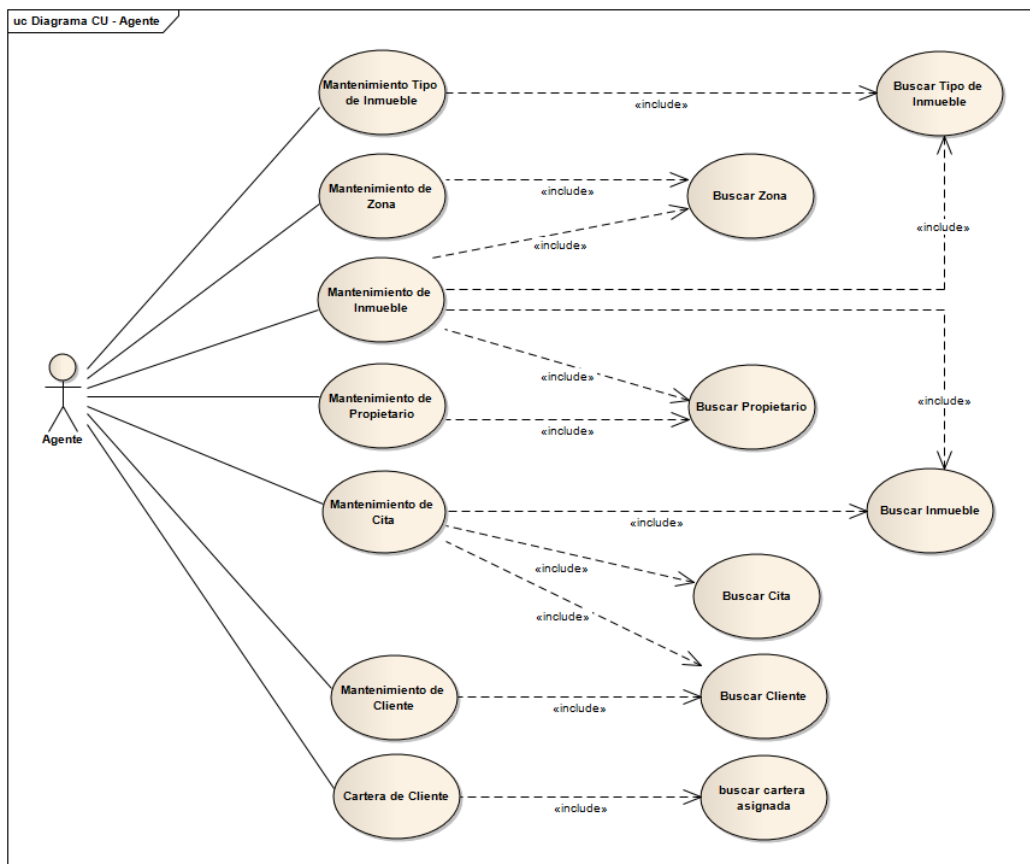 uc Diagrama CU - Agente
Mantenimiento Tipo
de Inmueble
«include»
Buscar Tipo de
Inmueble
Mantenimiento de
Zona
«include»
Buscar Zona
«include»
«include»
Mantenimiento de
Inmueble
«include»
Mantenimiento de
Propietario
«include»
Buscar Propietario
«include»
Agente
Mantenimiento de
Cita
«include»
Buscar Inmueble
«include»
Buscar Cita
«include»
Mantenimiento de
Cliente
«include»
Buscar Cliente
Cartera de Cliente
«include»
buscar cartera
asignada